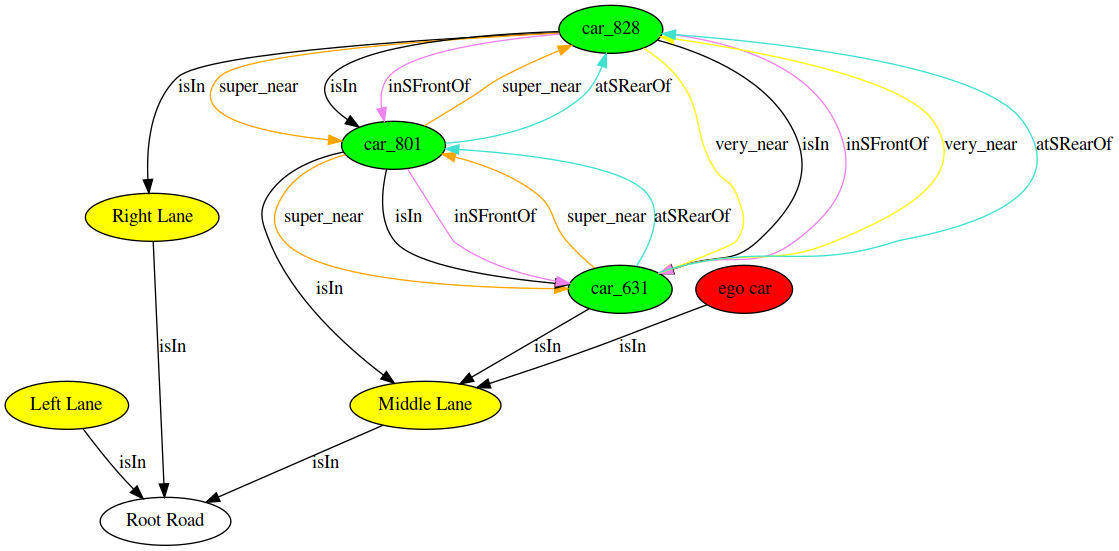 car_828
isIn super_near isIn inSFrontOf super_near atSRearOf
car_801 very_near isIn inSFrontOf very_near atSRearOf
Right Lane super_near isIn inSFrontOf super_near atSRearOf
isIn car_631 ego car
isIn isIn isIn
Left Lane Middle Lane
isIn isIn
Root Road